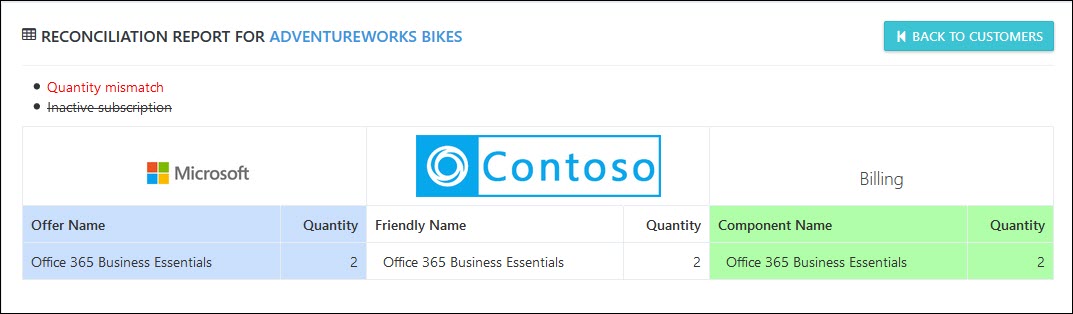 RECONCILIATION REPORT FOR ADVENTUREWORKS BIKES
BACK TO CUSTOMERS
Quantity mismatch
Inactive subscription
Microsoft
Contoso
Billing
Offer Name Quantity Friendly Name Quantity Component Name Quantity
Office 365 Business Essentials 2 Office 365 Business Essentials 2 Office 365 Business Essentials 2